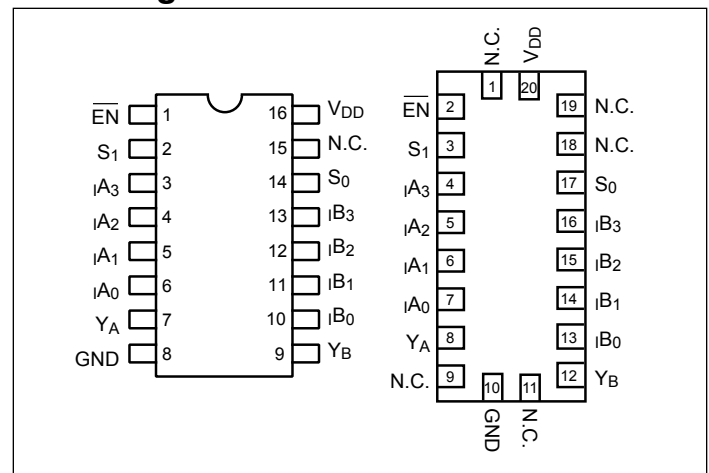 EN 1 16 VDD
S1 2 15 N.C.
IA3 3 14 S0
IA2 4 13 IB3
IA1 5 12 IB2
IA0 6 11 IB1
YA 7 10 IB0
GND 8 9 YB
N.C. VDD
1 20
EN 2 19 N.C.
S1 3 18 N.C.
IA3 4 17 S0
IA2 5 16 IB3
IA1 6 15 IB2
IA0 7 14 IB1
YA 8 13 IB0
N.C. 9 12 YB
10 11
GND N.C.